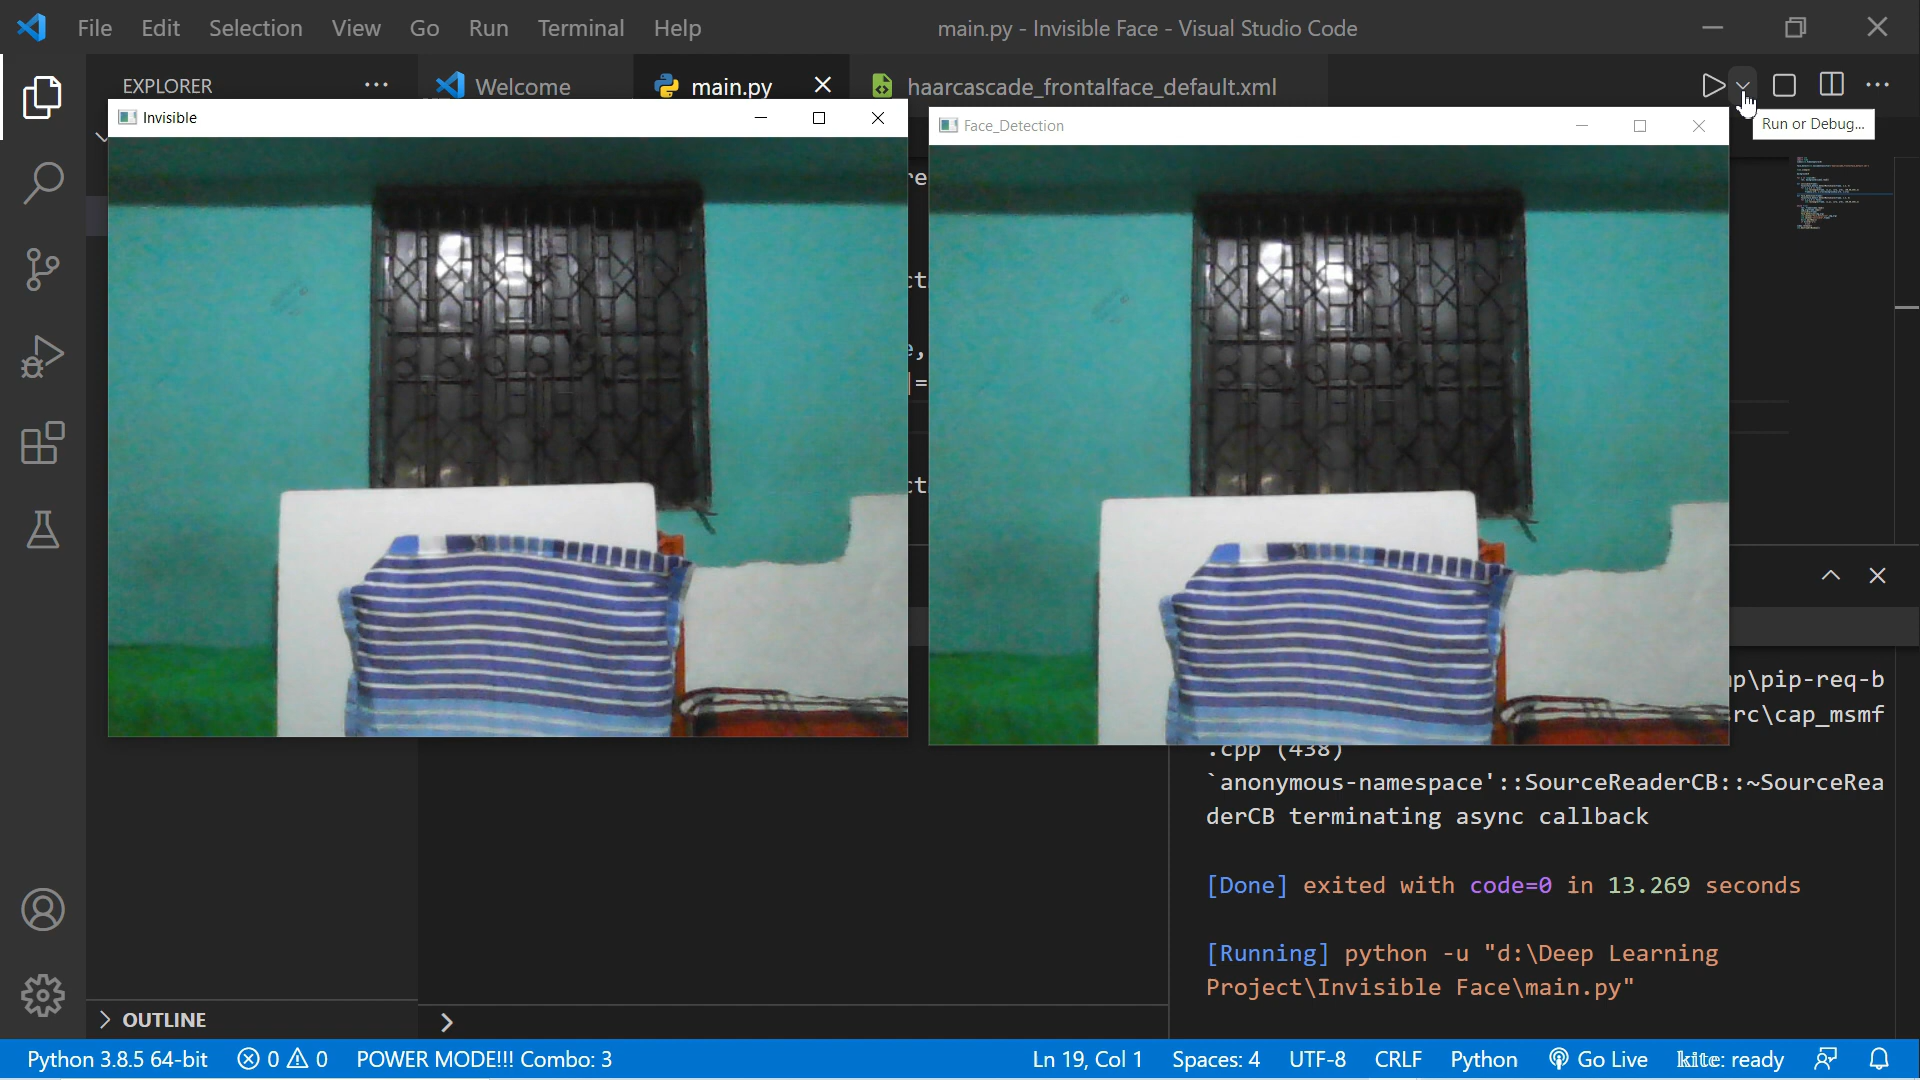 File Edit Selection View Go Run Terminal Help
main.py - Invisible Face - Visual Studio Code
EXPLORER
Welcome
main.py
haarcascade_frontalface_default.xml
Run or Debug...
Invisible
Face_Detection
re
ct
e,
]=
ct
p\pip-req-b
rc\cap_msmf
.cpp (438)
`anonymous-namespace'::SourceReaderCB::~SourceRea
derCB terminating async callback
[Done] exited with code=0 in 13.269 seconds
[Running] python -u "d:\Deep Learning
Project\Invisible Face\main.py"
OUTLINE
Python 3.8.5 64-bit 0 0 POWER MODE!!! Combo: 3 Ln 19, Col 1 Spaces: 4 UTF-8 CRLF Python Go Live kite: ready